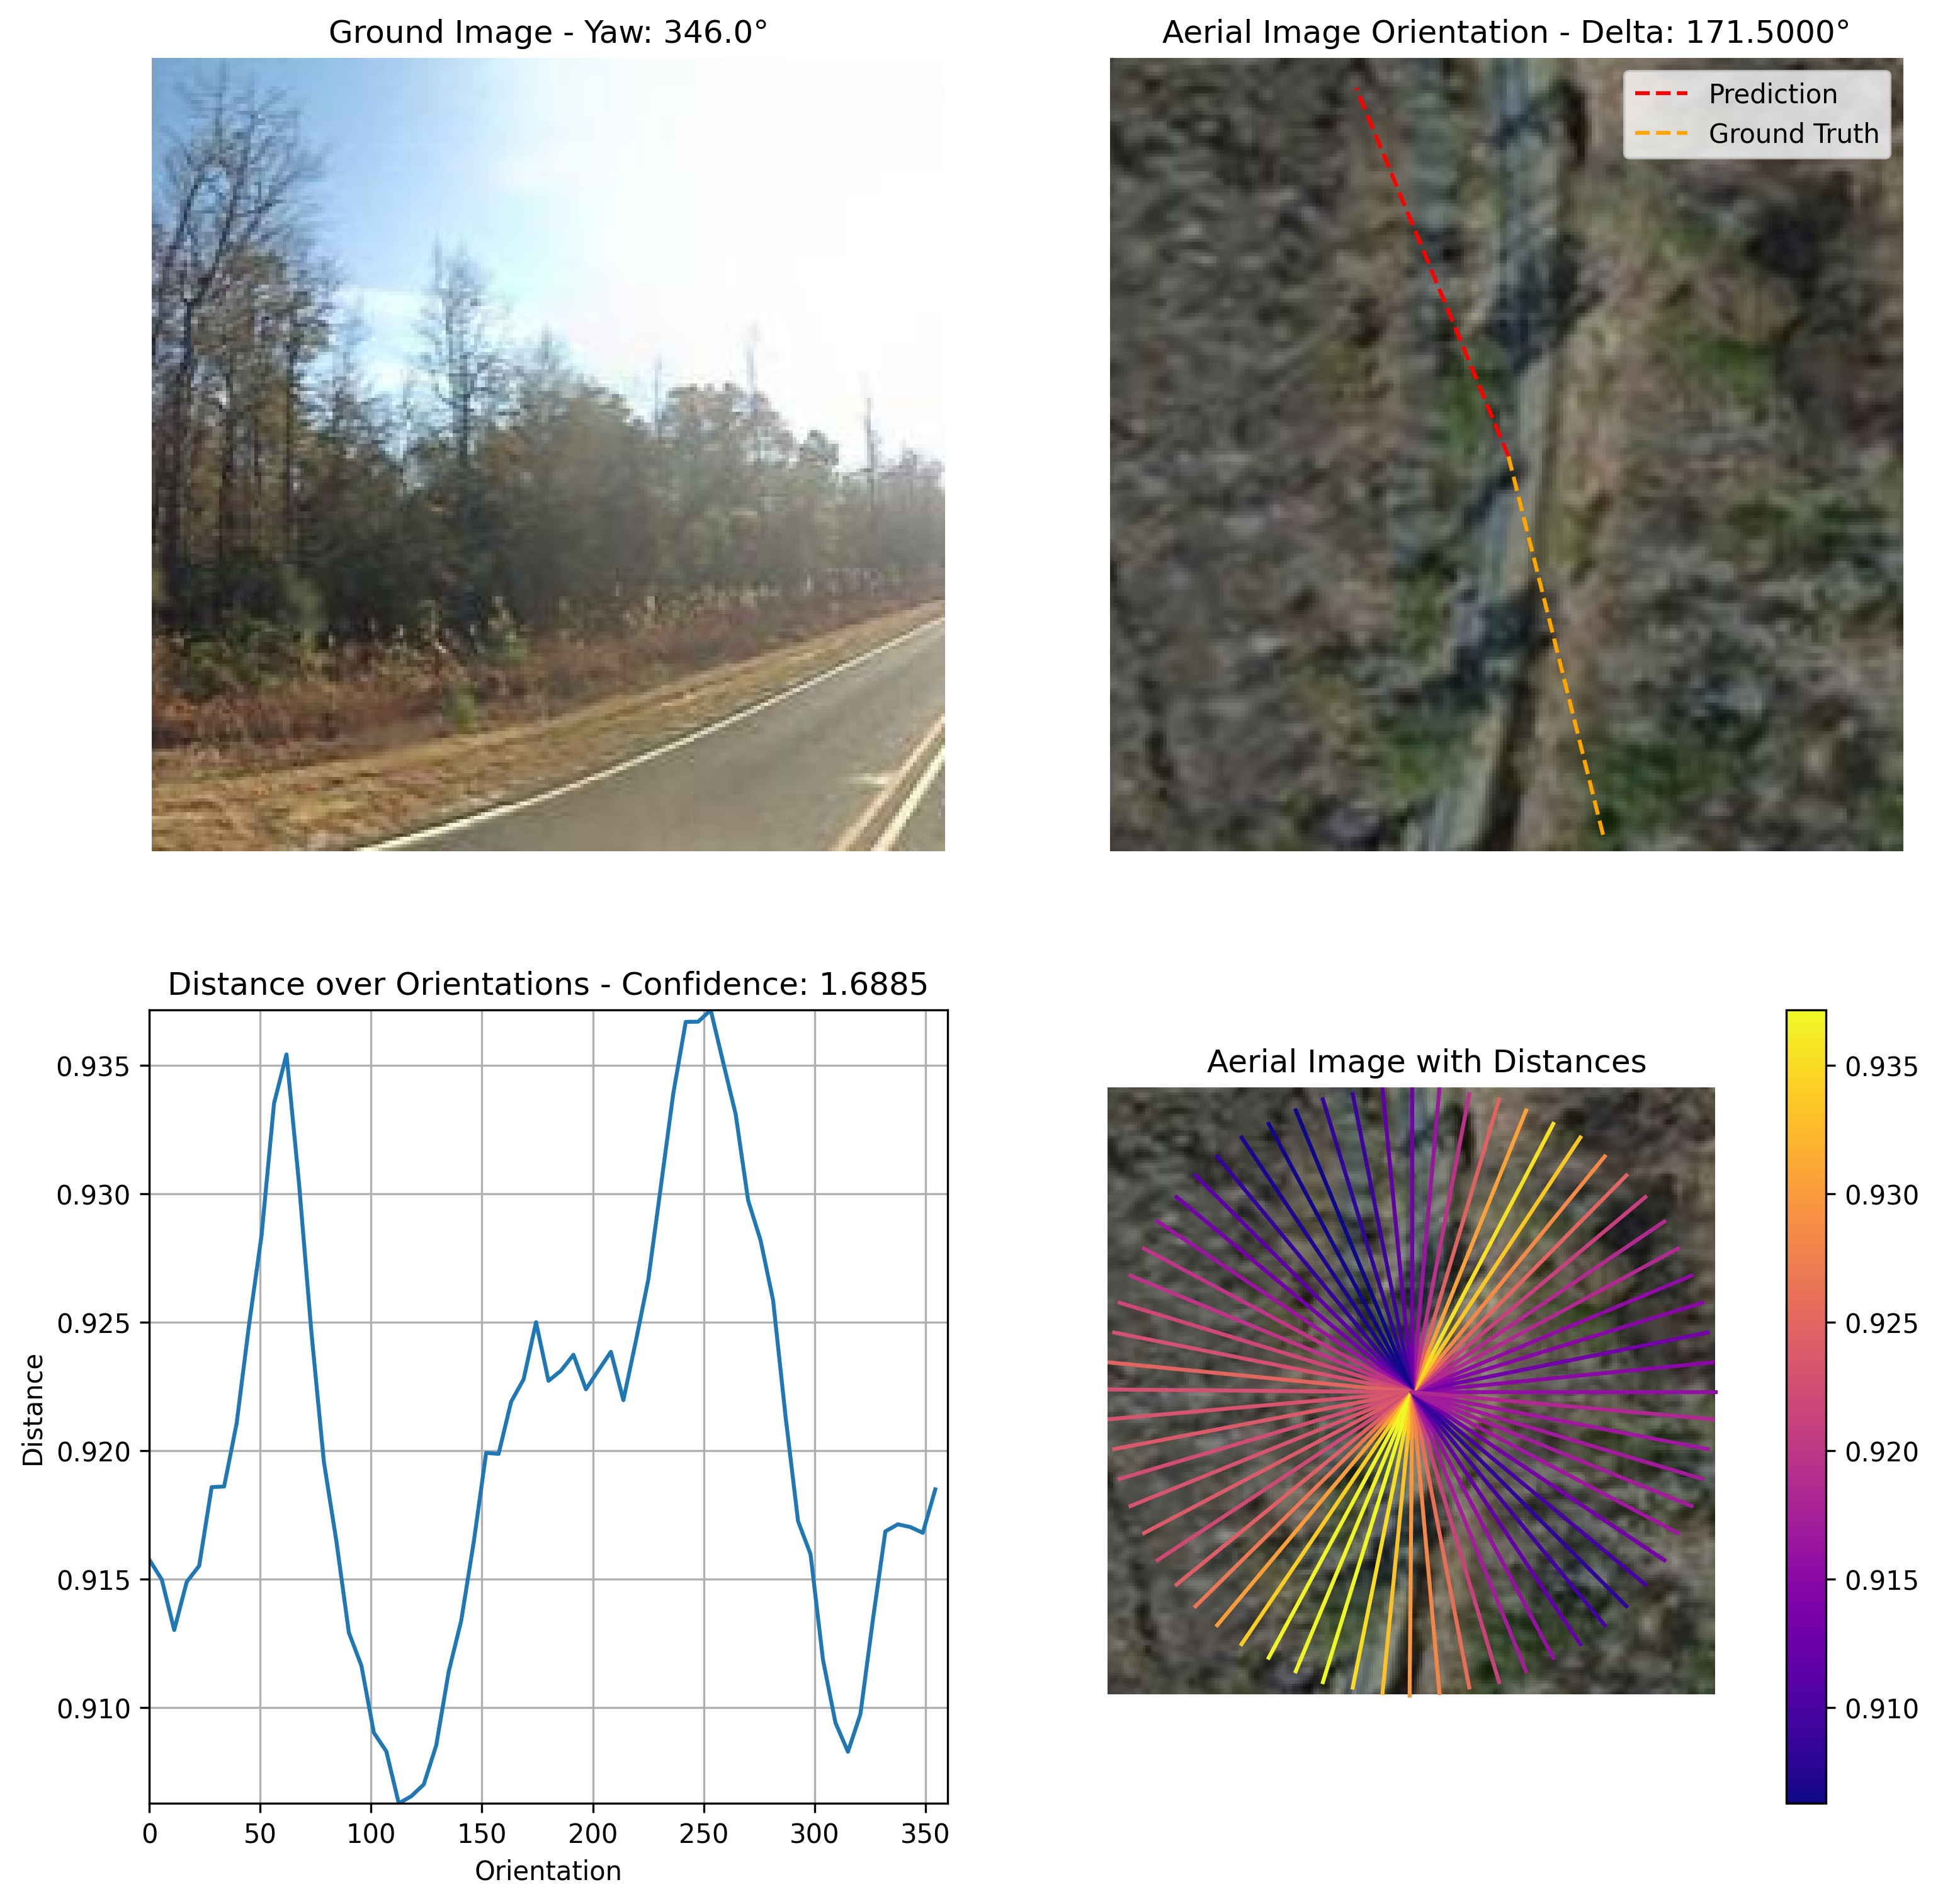 Ground Image - Yaw: 346.0°
Aerial Image Orientation - Delta: 171.5000°
Prediction
Ground Truth
Distance over Orientations - Confidence: 1.6885
0.935
0.930
0.925
0.920
0.915
0.910
Distance
0 50 100 150 200 250 300 350
Orientation
Aerial Image with Distances
0.935
0.930
0.925
0.920
0.915
0.910